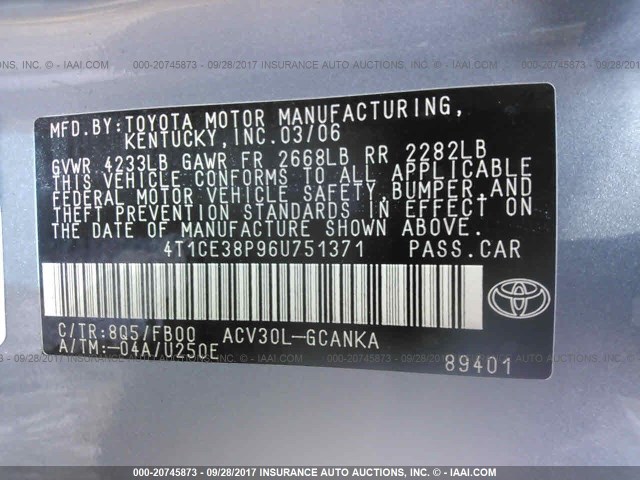 INC. - IAAI.COM 000-20745873 / 09/28/2017 INSURANCE AUTO AUCTIONS, INC. - IAAI.COM 000-20745873 / 09/28/2017
MFD.BY:TOYOTA MOTOR MANUFACTURING,
KENTUCKY,INC.03/06
GVWR 4233LB GAWR FR 2668LB RR 2282LB
THIS VEHICLE CONFORMS TO ALL APPLICABLE
FEDERAL MOTOR VEHICLE SAFETY,BUMPER,AND
THEFT PREVENTION STANDARDS IN EFFECT ON
THE DATE OF MANUFACTURE SHOWN ABOVE.
4T1CE38P96U751371 PASS.CAR
C/TR:8Q5/FB00 ACV30L-GCANKA
A/TM:-04A/U250E
89401
000-20745873 / 09/28/2017 INSURANCE AUTO AUCTIONS, INC. - IAAI.COM